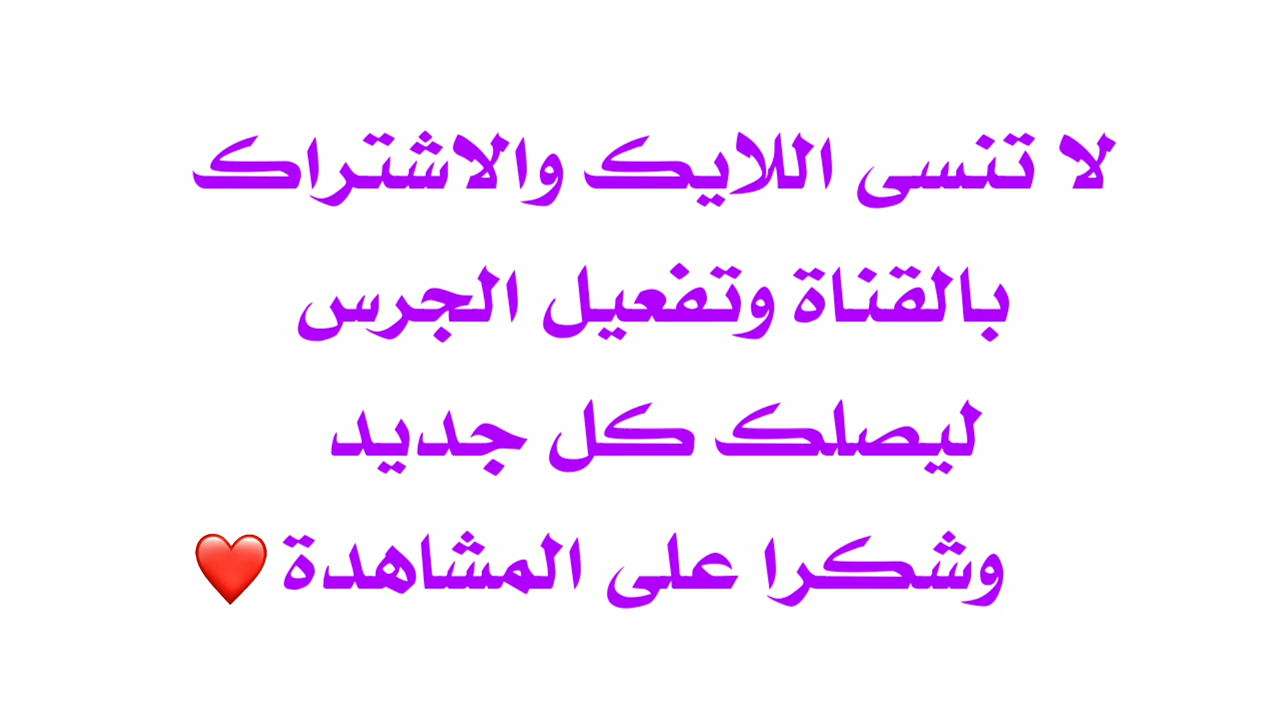 لا تنسى اللايك والاشتراك
بالقناة وتفعيل الجرس
ليصلك كل جديد
وشكرا على المشاهدة ❤️